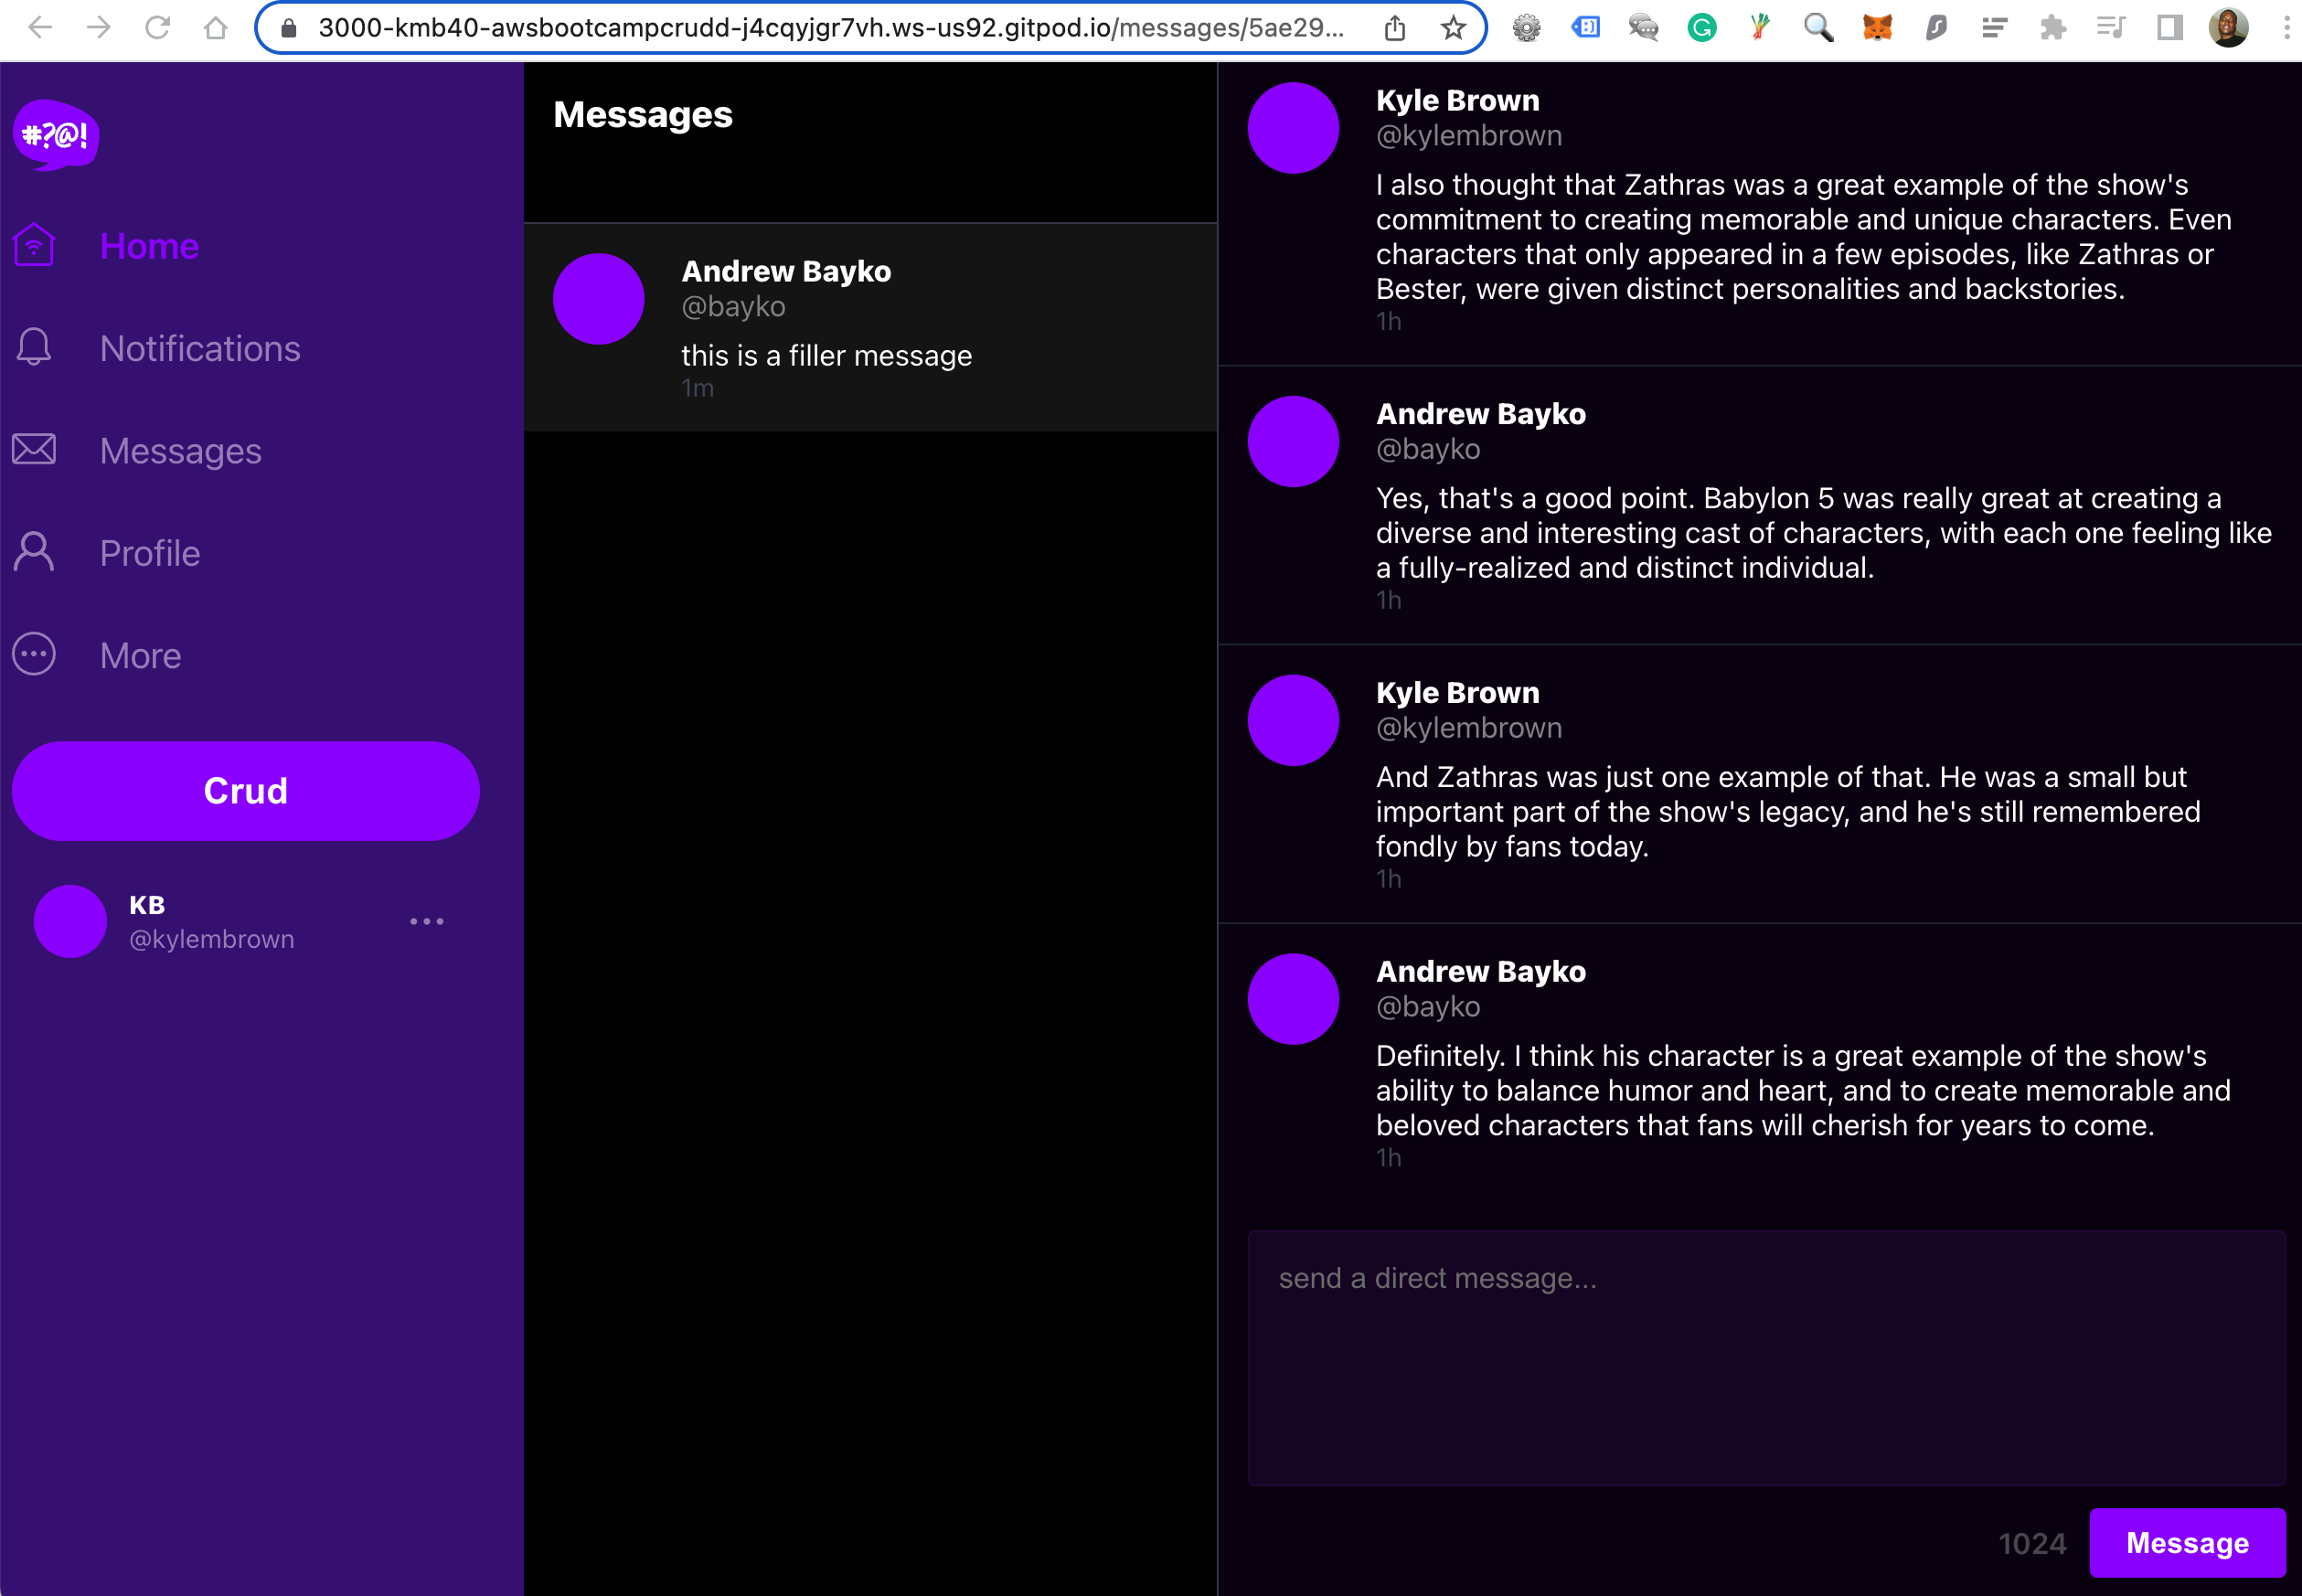 3000-kmb40-awsbootcampcrudd-j4cqyjgr7vh.ws-us92.gitpod.io/messages/5ae29...
#?@!
Home
Notifications
Messages
Profile
More
Crud
KB
@kylembrown
Messages
Andrew Bayko
@bayko
this is a filler message
1m
Kyle Brown
@kylembrown
I also thought that Zathras was a great example of the show's
commitment to creating memorable and unique characters. Even
characters that only appeared in a few episodes, like Zathras or
Bester, were given distinct personalities and backstories.
1h
Andrew Bayko
@bayko
Yes, that's a good point. Babylon 5 was really great at creating a
diverse and interesting cast of characters, with each one feeling like
a fully-realized and distinct individual.
1h
Kyle Brown
@kylembrown
And Zathras was just one example of that. He was a small but
important part of the show's legacy, and he's still remembered
fondly by fans today.
1h
Andrew Bayko
@bayko
Definitely. I think his character is a great example of the show's
ability to balance humor and heart, and to create memorable and
beloved characters that fans will cherish for years to come.
1h
send a direct message...
1024
Message